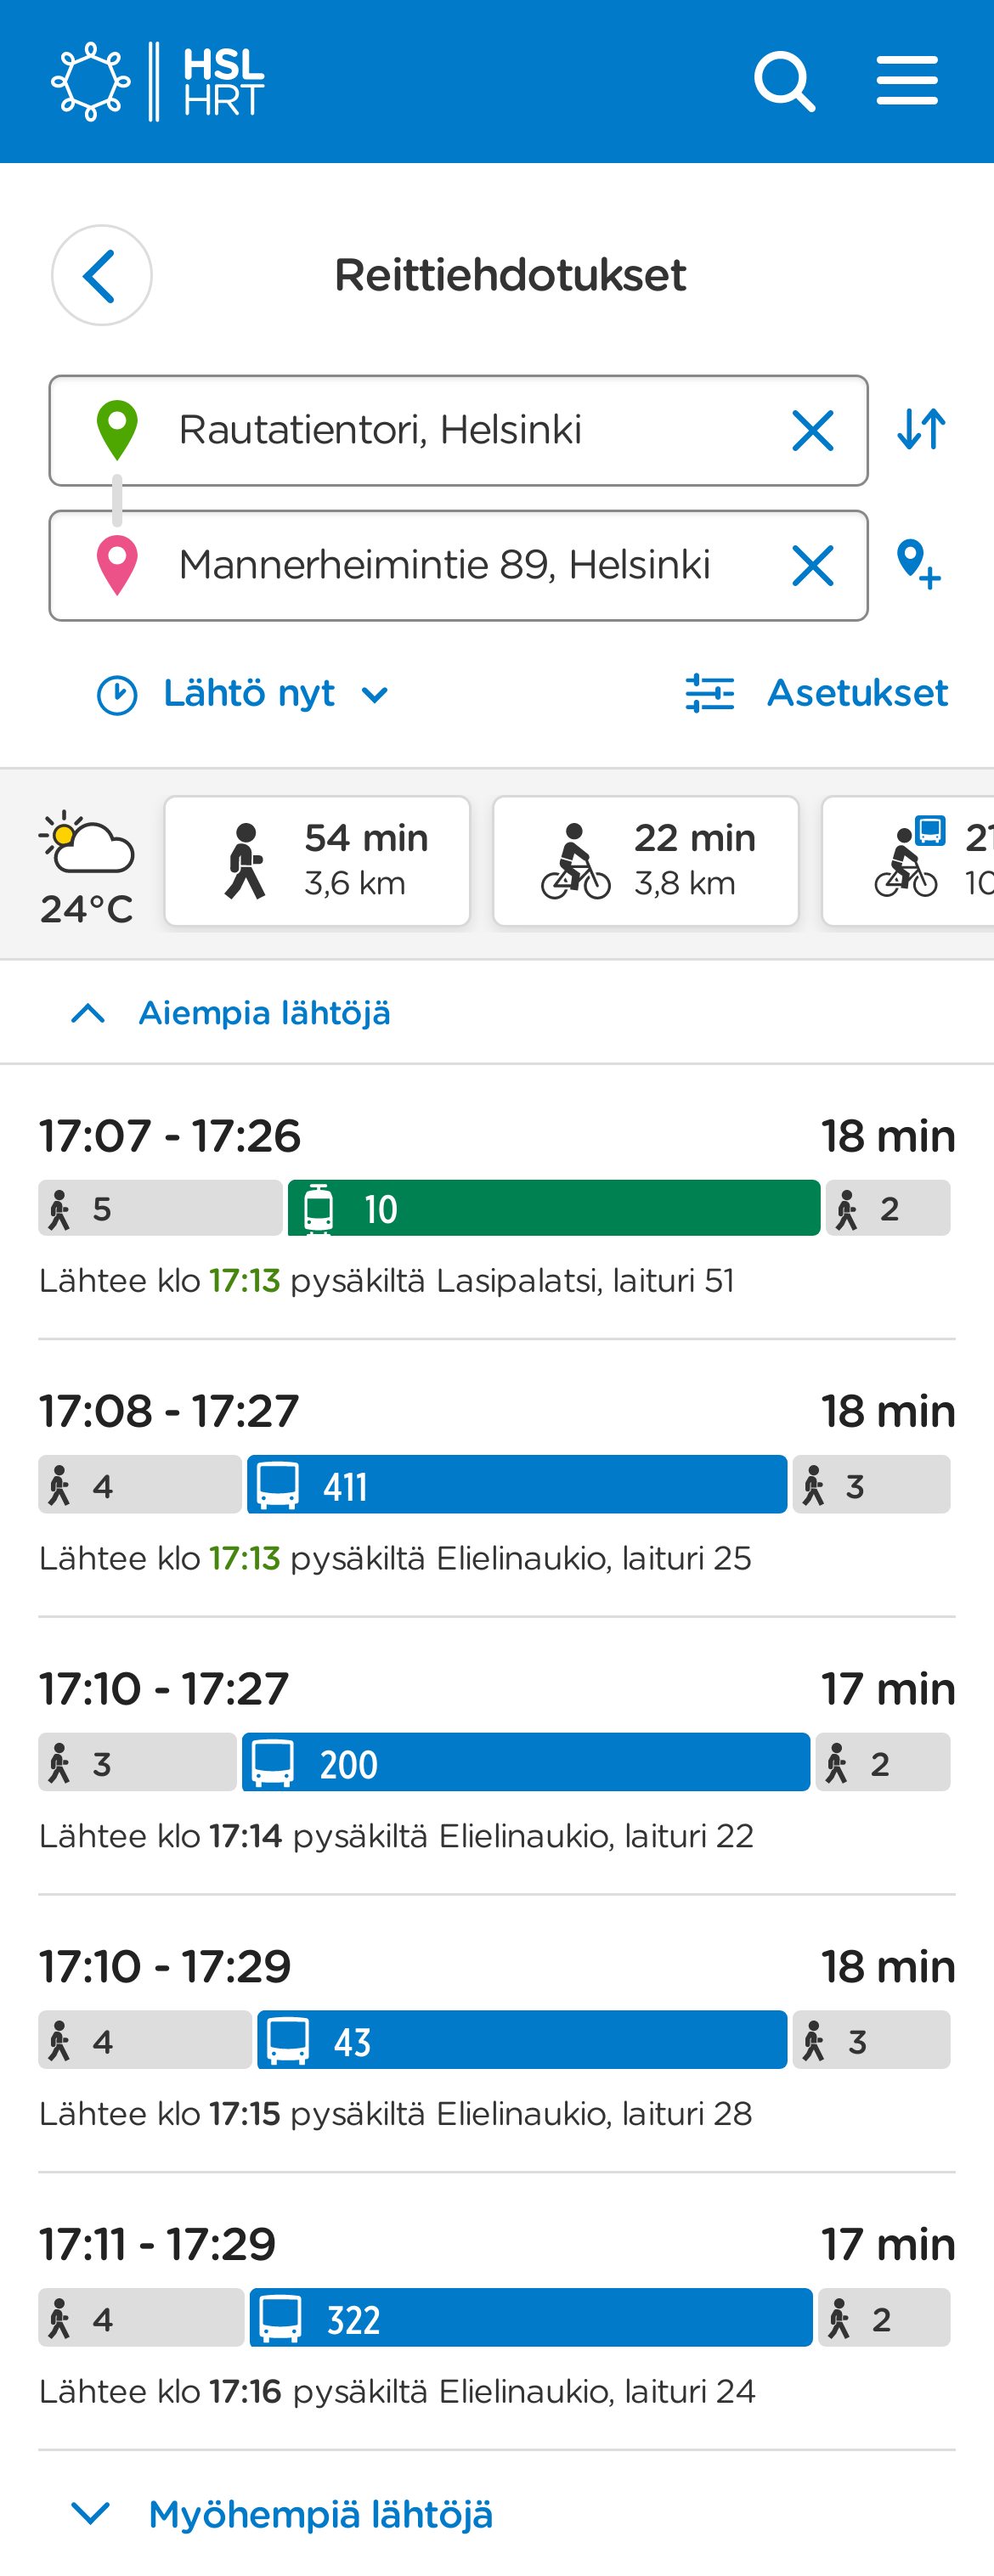 HSL
HRT
Reittiehdotukset
Rautatientori, Helsinki
Mannerheimintie 89, Helsinki
Lähtö nyt
Asetukset
24°C
54 min
3,6 km
22 min
3,8 km
21
10
Aiempia lähtöjä
17:07 - 17:26 18 min
5 10 2
Lähtee klo 17:13 pysäkiltä Lasipalatsi, laituri 51
17:08 - 17:27 18 min
4 411 3
Lähtee klo 17:13 pysäkiltä Elielinaukio, laituri 25
17:10 - 17:27 17 min
3 200 2
Lähtee klo 17:14 pysäkiltä Elielinaukio, laituri 22
17:10 - 17:29 18 min
4 43 3
Lähtee klo 17:15 pysäkiltä Elielinaukio, laituri 28
17:11 - 17:29 17 min
4 322 2
Lähtee klo 17:16 pysäkiltä Elielinaukio, laituri 24
Myöhempiä lähtöjä